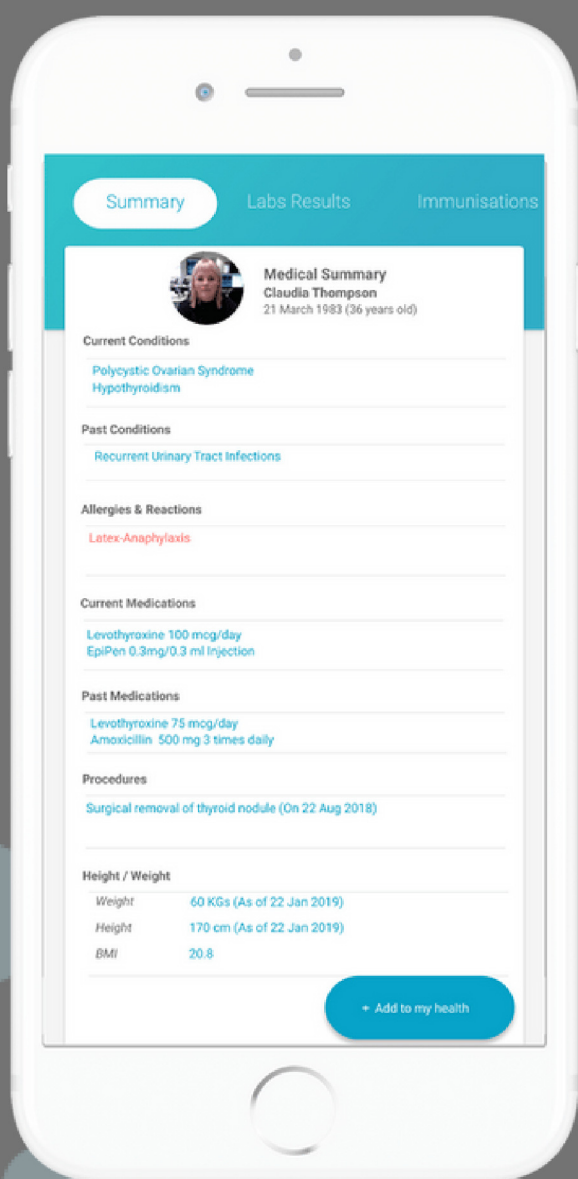 Summary
Labs Results
Immunisations
Medical Summary
Claudia Thompson
21 March 1983 (36 years old)
Current Conditions
Polycystic Ovarian Syndrome
Hypothyroidism
Past Conditions
Recurrent Urinary Tract Infections
Allergies & Reactions
Latex-Anaphylaxis
Current Medications
Levothyroxine 100 mcg/day
EpiPen 0.3mg/0.3 ml Injection
Past Medications
Levothyroxine 75 mcg/day
Amoxicillin 500 mg 3 times daily
Procedures
Surgical removal of thyroid nodule (On 22 Aug 2018)
Height / Weight
Weight 60 KGs (As of 22 Jan 2019)
Height 170 cm (As of 22 Jan 2019)
BMI 20.8
+ Add to my health